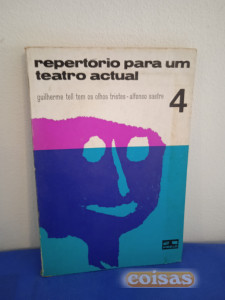 repertório para um
teatro actual
guilherme tell tem os olhos tristes - alfonso sastre
4
coisas